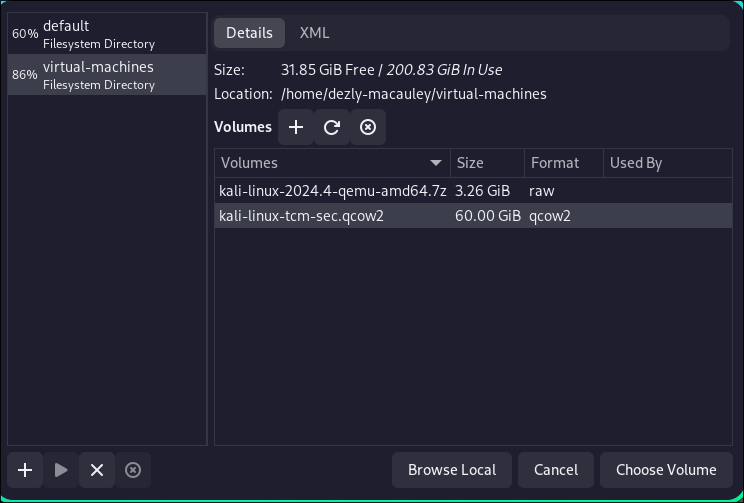 60% default
Filesystem Directory
86% virtual-machines
Filesystem Directory
Details XML
Size: 31.85 GiB Free / 200.83 GiB In Use
Location: /home/dezly-macauley/virtual-machines
Volumes
Volumes Size Format Used By
kali-linux-2024.4-qemu-amd64.7z 3.26 GiB raw
kali-linux-tcm-sec.qcow2 60.00 GiB qcow2
Browse Local Cancel Choose Volume